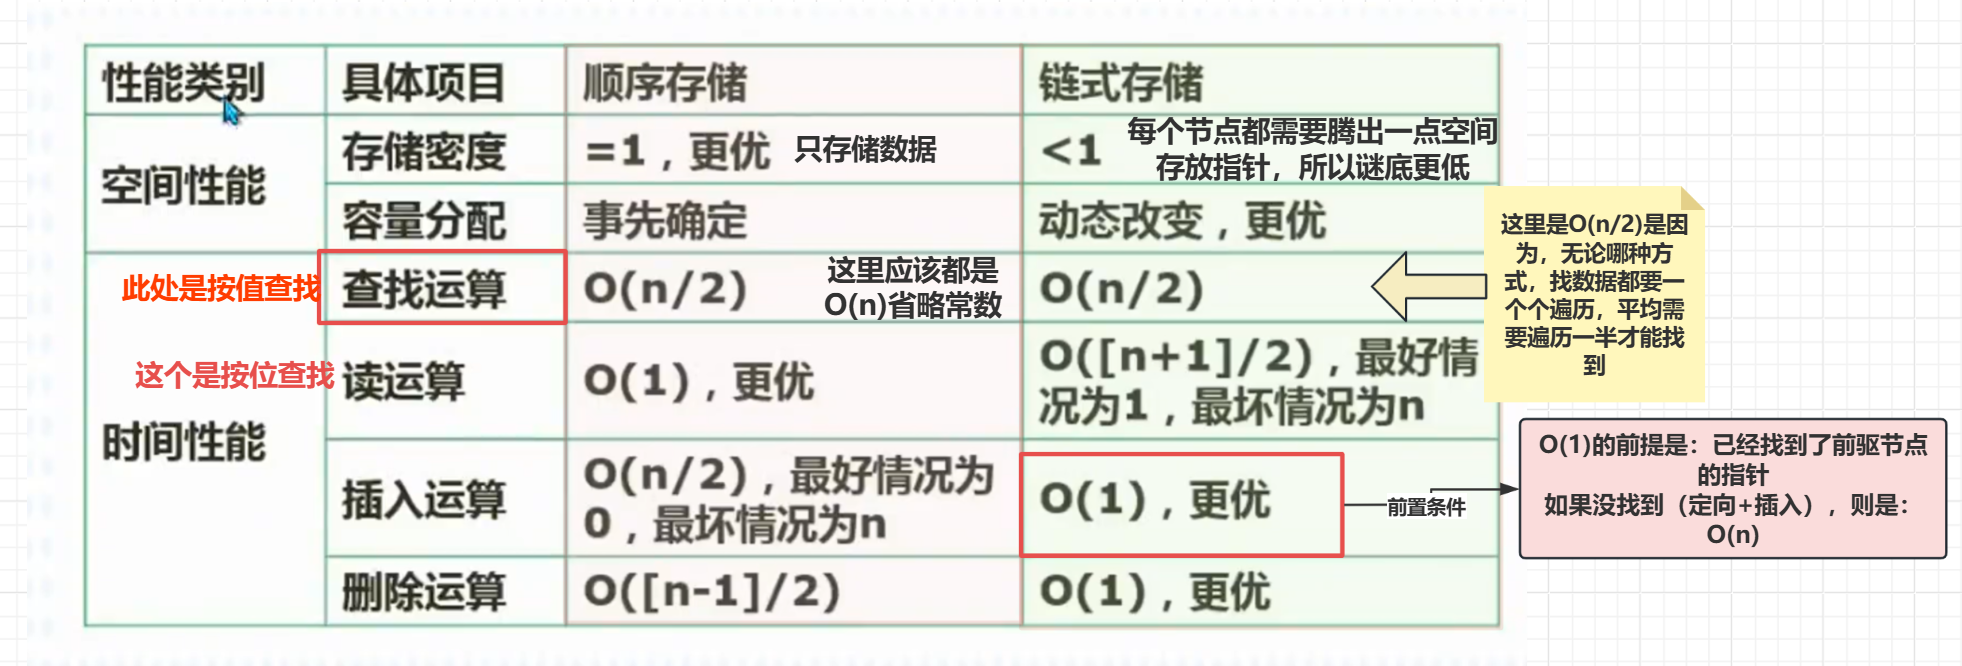 性能类别 具体项目 顺序存储 链式存储
空间性能
存储密度 =1，更优 只存储数据 <1 每个节点都需要腾出一点空间
存放指针，所以谜底更低
容量分配 事先确定 动态改变，更优
时间性能
此处是按值查找 查找运算 O(n/2) 这里应该都是
O(n)省略常数
O(n/2)
这里是O(n/2)是因
为，无论哪种方
式，找数据都要一
个个遍历，平均需
要遍历一半才能找
到
这个是按位查找 读运算 O(1)，更优 O([n+1]/2)，最好情
况为1，最坏情况为n
插入运算 O(n/2)，最好情况为
0，最坏情况为n
O(1)，更优
前置条件
O(1)的前提是：已经找到了前驱节点
的指针
如果没找到（定向+插入），则是：
O(n)
删除运算 O([n-1]/2) O(1)，更优